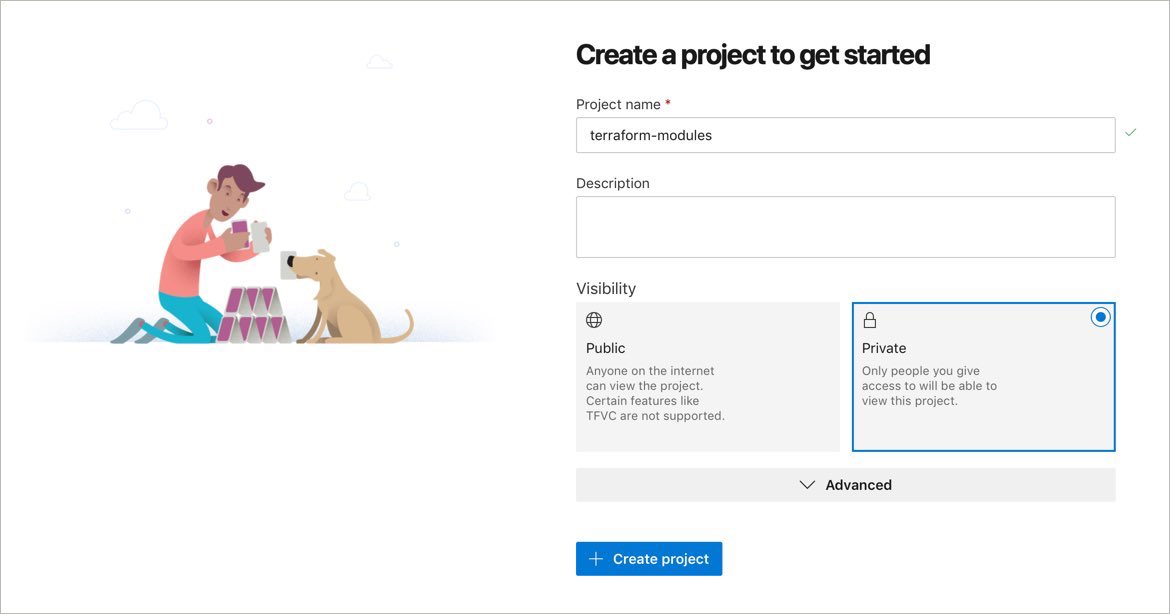 Create a project to get started
Project name *
terraform-modules
Description
Visibility
Public
Anyone on the internet
can view the project.
Certain features like
TFVC are not supported.
Private
Only people you give
access to will be able to
view this project.
Advanced
Create project